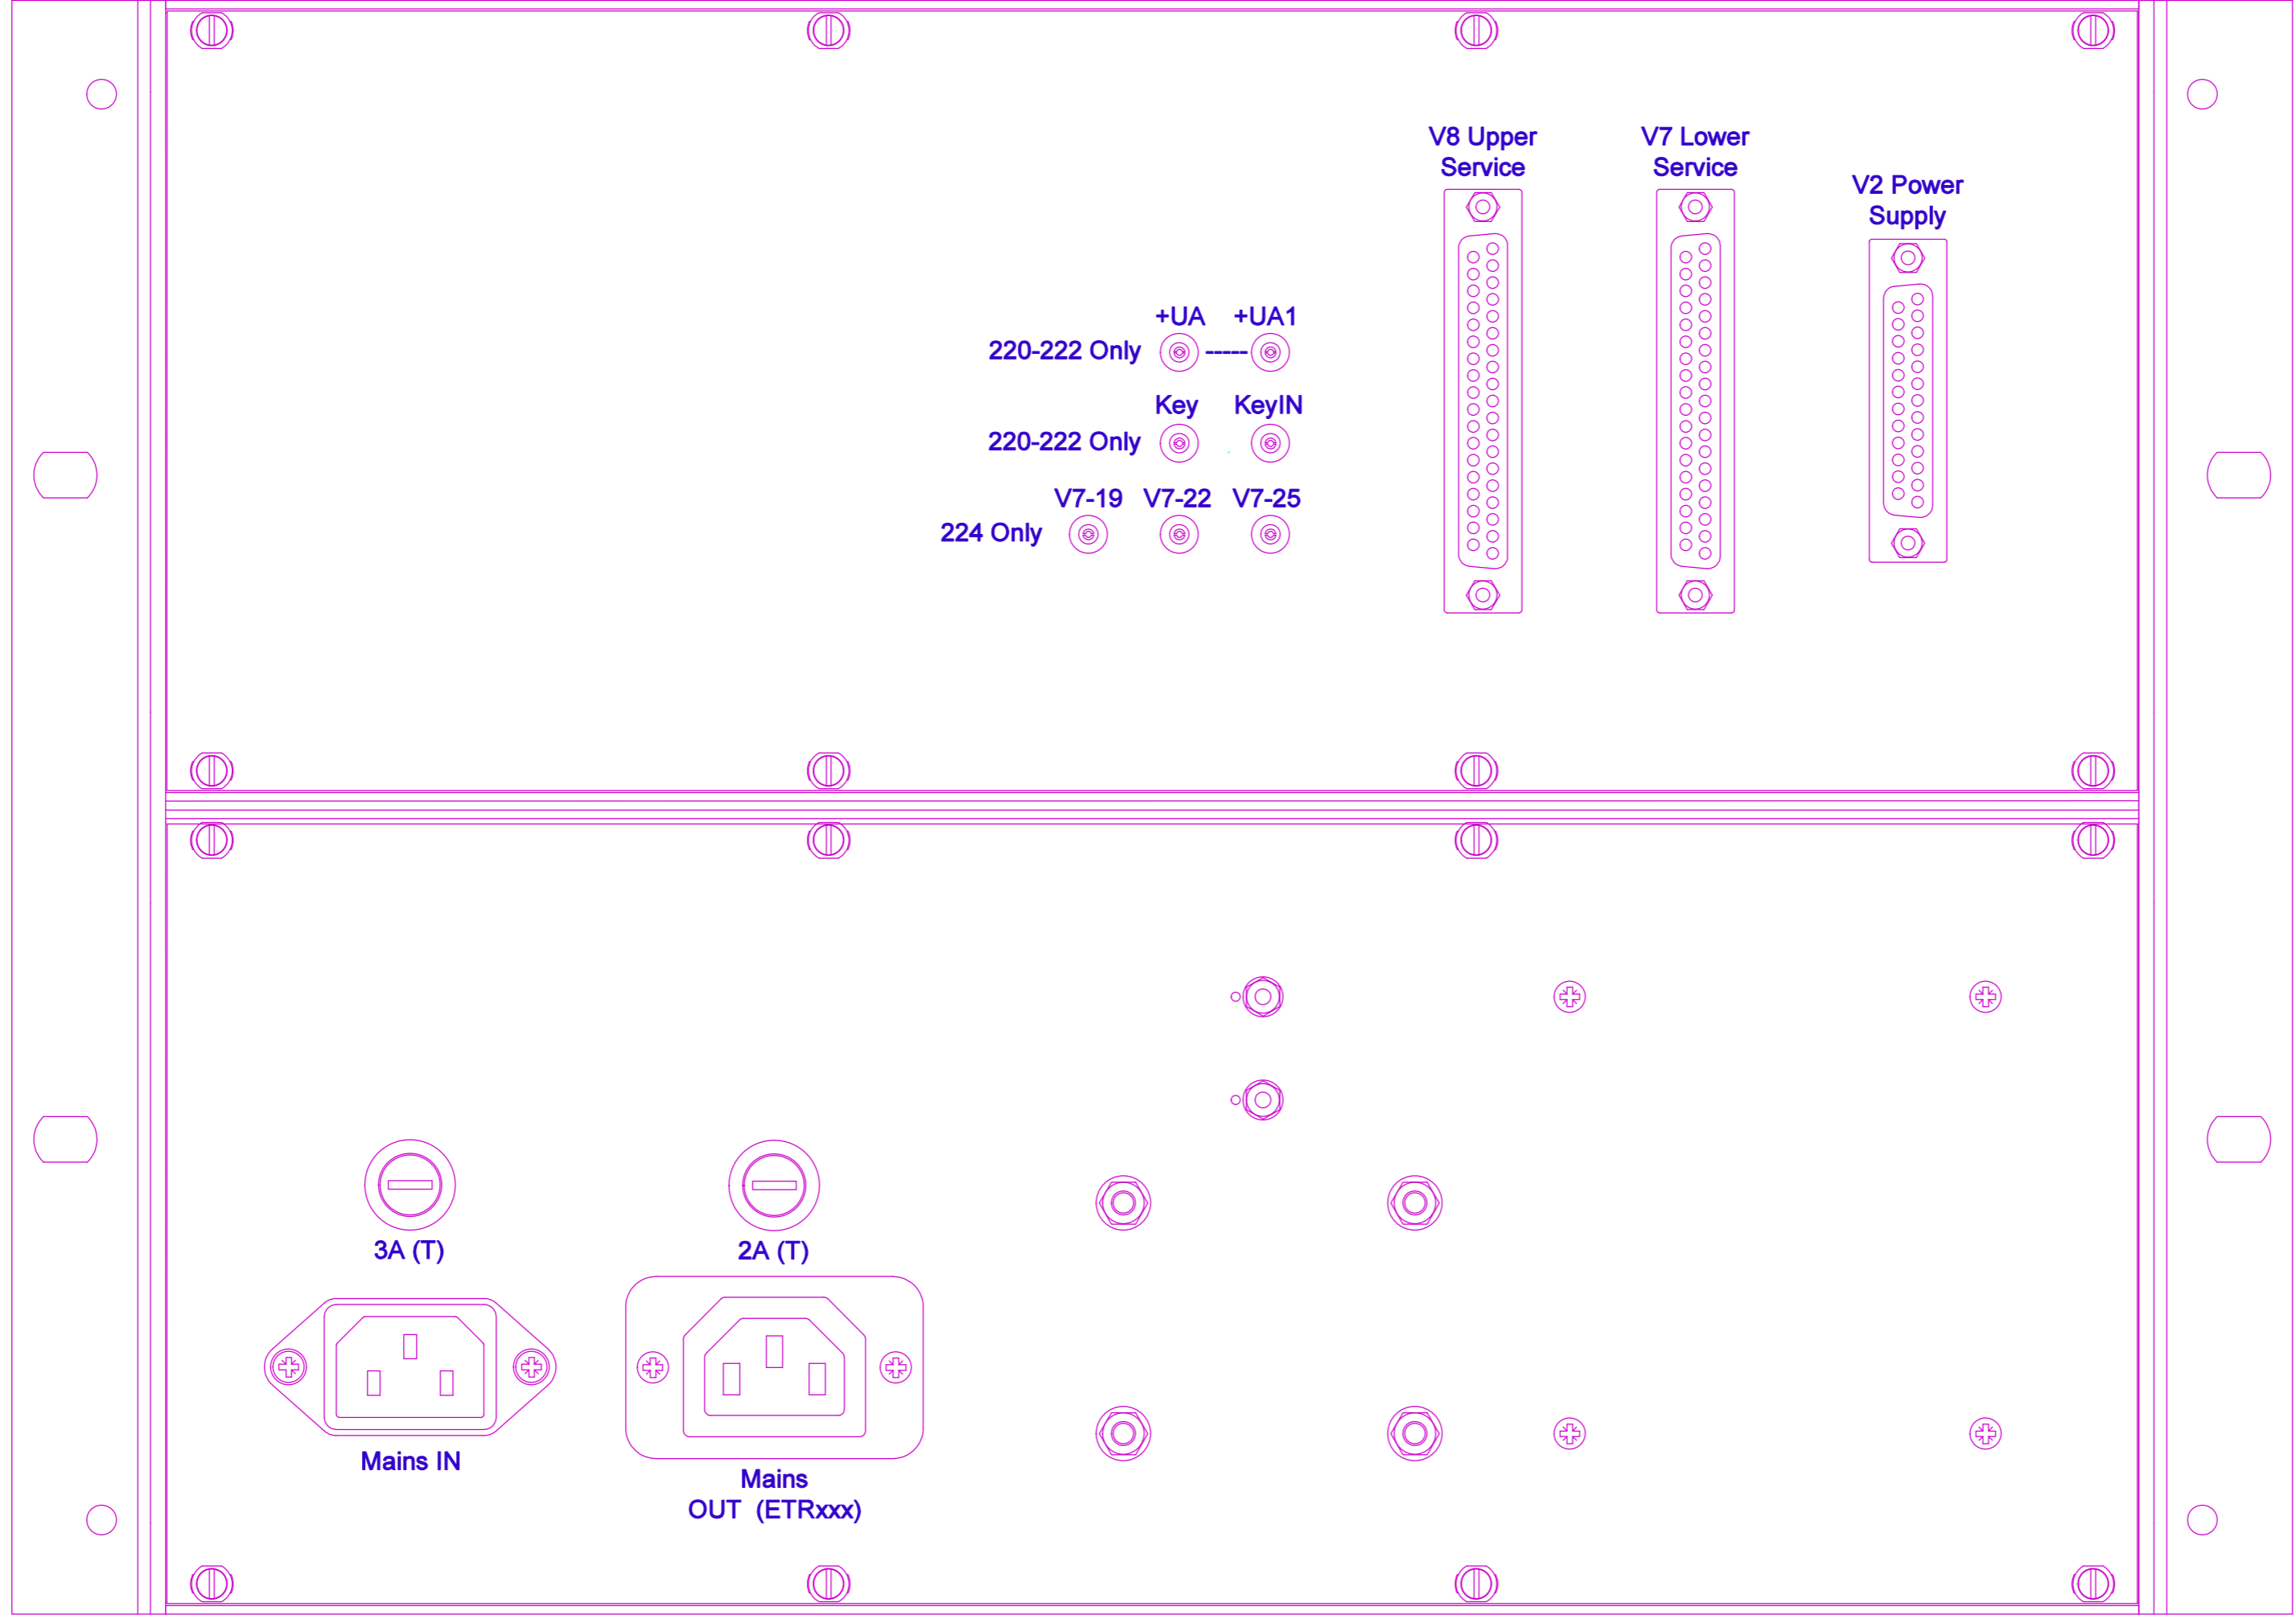 V8 Upper
Service
V7 Lower
Service
V2 Power
Supply
+UA +UA1
220-222 Only -----
Key KeyIN
220-222 Only
V7-19 V7-22 V7-25
224 Only
3A (T)
2A (T)
Mains IN
Mains
OUT (ETRxxx)